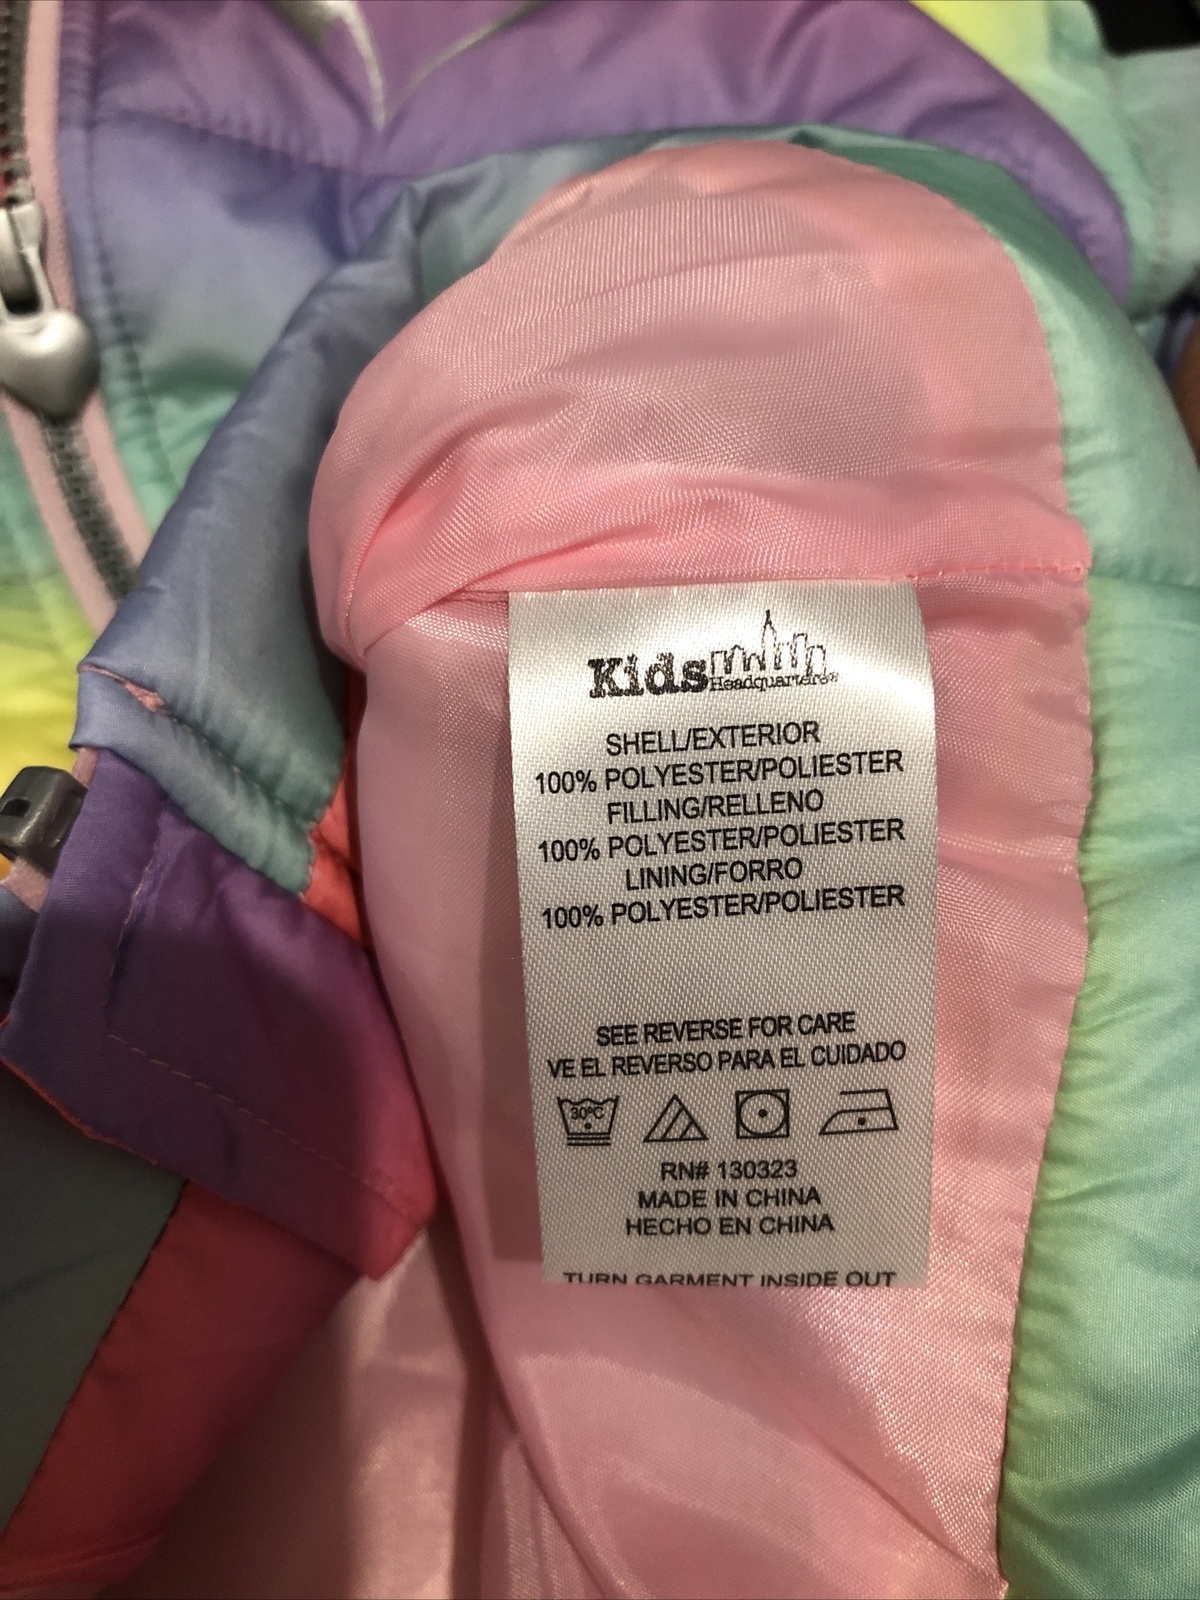 Kids Headquarters®
SHELL/EXTERIOR
100% POLYESTER/POLIESTER
FILLING/RELLENO
100% POLYESTER/POLIESTER
LINING/FORRO
100% POLYESTER/POLIESTER
SEE REVERSE FOR CARE
VE EL REVERSO PARA EL CUIDADO
30°C
RN# 130323
MADE IN CHINA
HECHO EN CHINA
TURN GARMENT INSIDE OUT